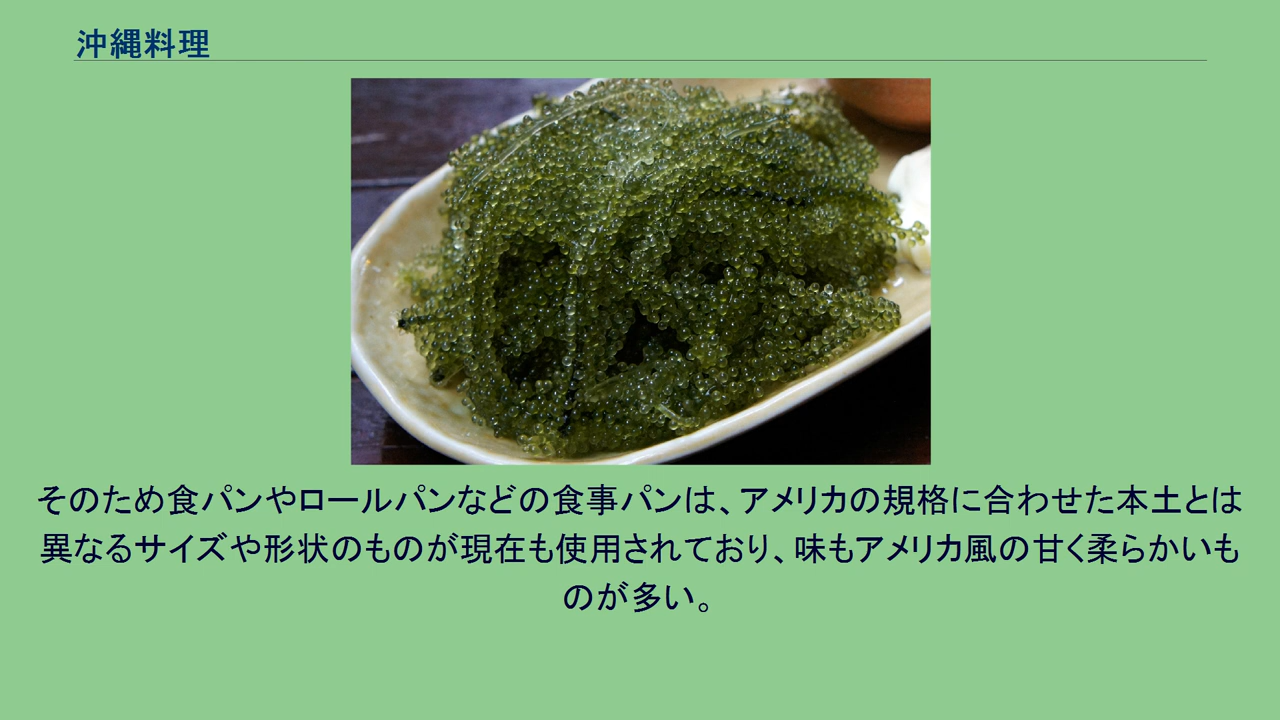 沖縄料理
そのため食パンやロールパンなどの食事パンは、アメリカの規格に合わせた本土とは
異なるサイズや形状のものが現在も使用されており、味もアメリカ風の甘く柔らかいも
のが多い。